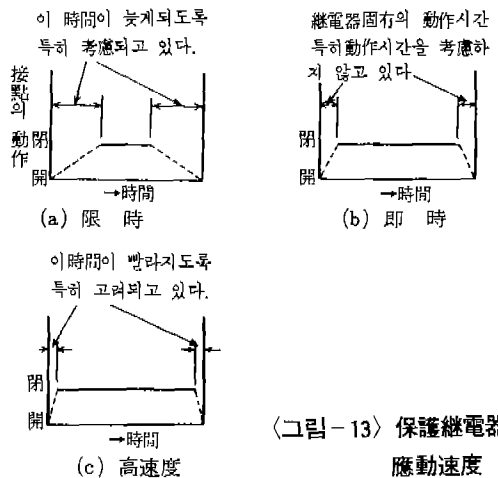 이 時間이 늦게되도록
특히 考慮되고 있다.
接點의 動作
閉
開
→時間
(a) 限 時
繼電器固有의 動作시간
특히動作시간을 考慮하
지 않고 있다
閉
開
→時間
(b) 即 時
이時間이 빨라지도록
특히 고려되고 있다.
閉
開
→時間
(c) 高速度
〈그림-13〉 保護繼電器
應動速度